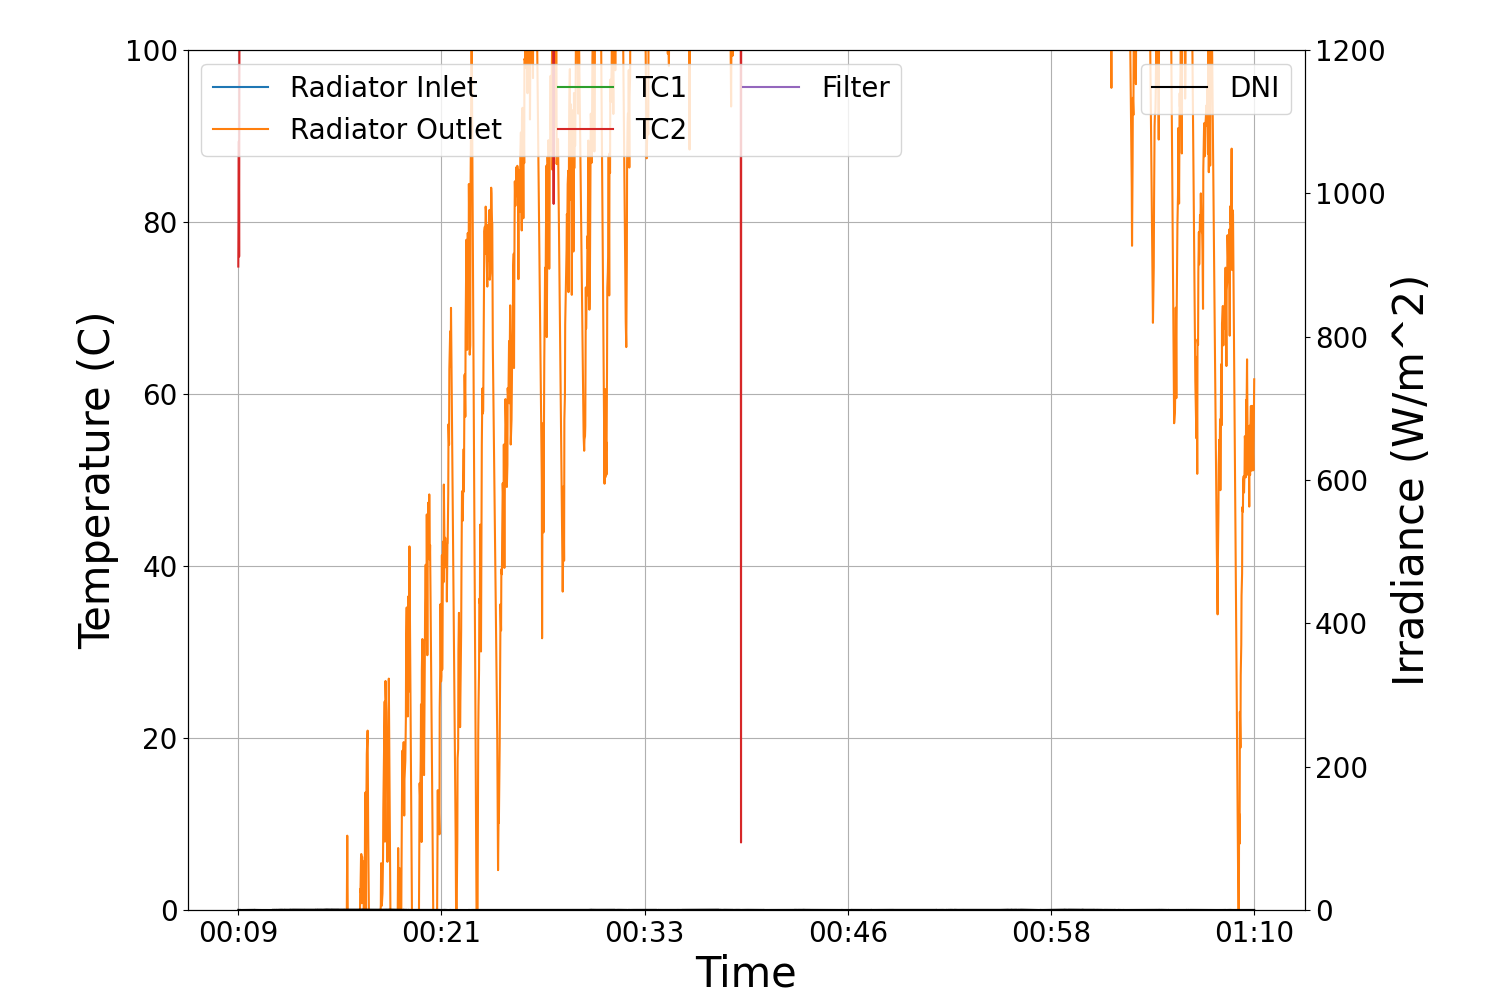 100
80
60
40
20
0
Temperature (C)
Radiator Inlet
Radiator Outlet
TC1
TC2
Filter
DNI
1200
1000
800
600
400
200
0
Irradiance (W/m^2)
00:09 00:21 00:33 00:46 00:58 01:10
Time